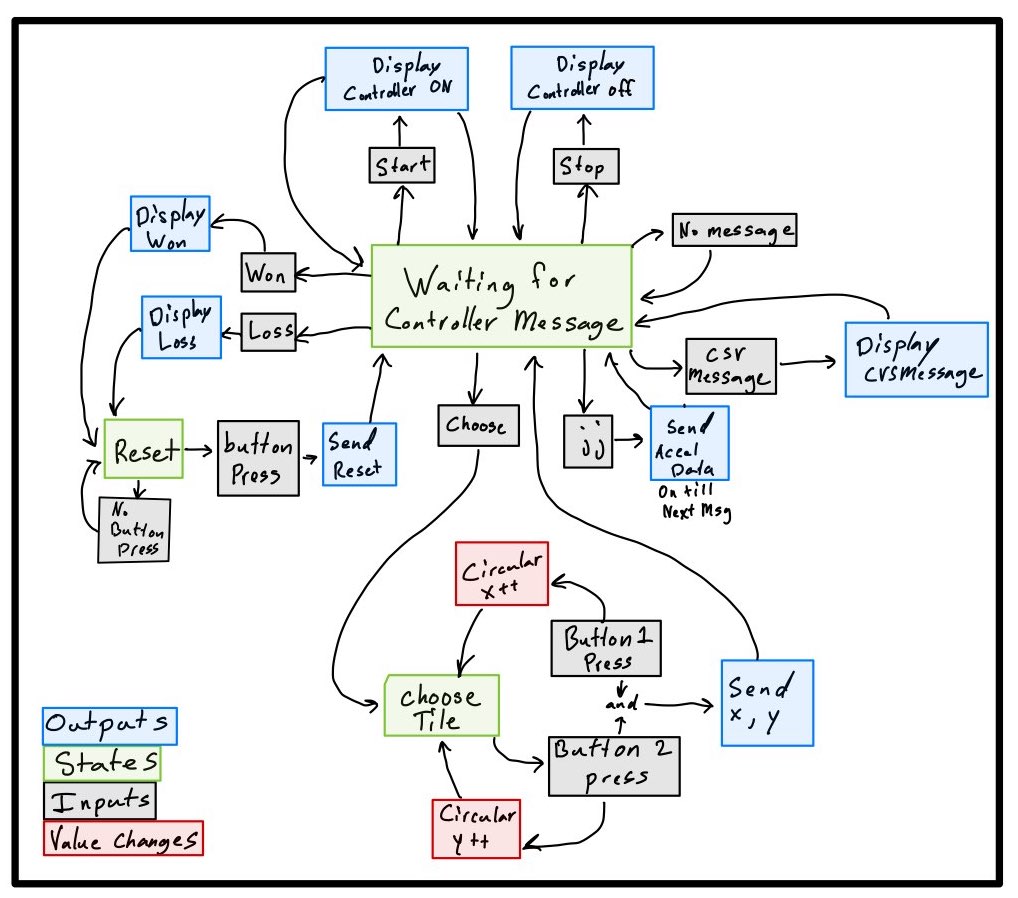 Display
Controller ON
Display
Controller off
Start
Stop
No message
Display
Won
Won
Waiting for
Controller Message
Display
Loss
Loss
csv
Message
Display
CVSMessage
Choose
jj
Send
Accel
Data
On till
Next Msg
Reset
button
Press
Send
Reset
No
Button
Press
Circular
x++
Button 1
Press
and
Send
x, y
choose
Tile
Button 2
press
Circular
y++
Outputs
States
Inputs
Value Changes